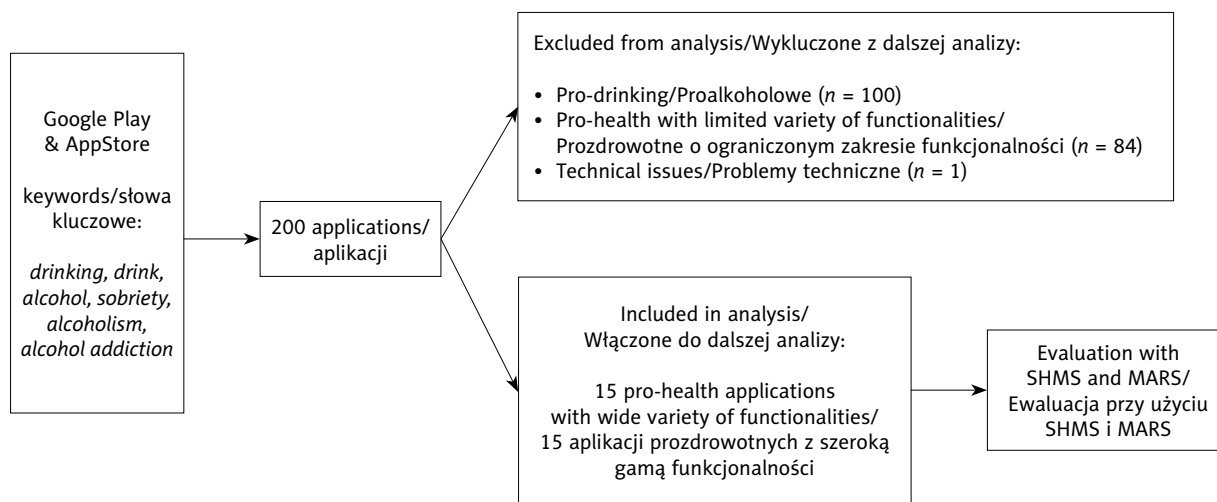 Google Play
& AppStore
keywords/słowa
kluczowe:
drinking, drink,
alcohol, sobriety,
alcoholism,
alcohol addiction
200 applications/
aplikacji
Excluded from analysis/Wykluczone z dalszej analizy:
• Pro-drinking/Proalkoholowe (n = 100)
• Pro-health with limited variety of functionalities/
Prozdrowotne o ograniczonym zakresie funkcjonalności (n = 84)
• Technical issues/Problemy techniczne (n = 1)
Included in analysis/
Włączone do dalszej analizy:
15 pro-health applications
with wide variety of functionalities/
15 aplikacji prozdrowotnych z szeroką
gamą funkcjonalności
Evaluation with
SHMS and MARS/
Ewaluacja przy użyciu
SHMS i MARS